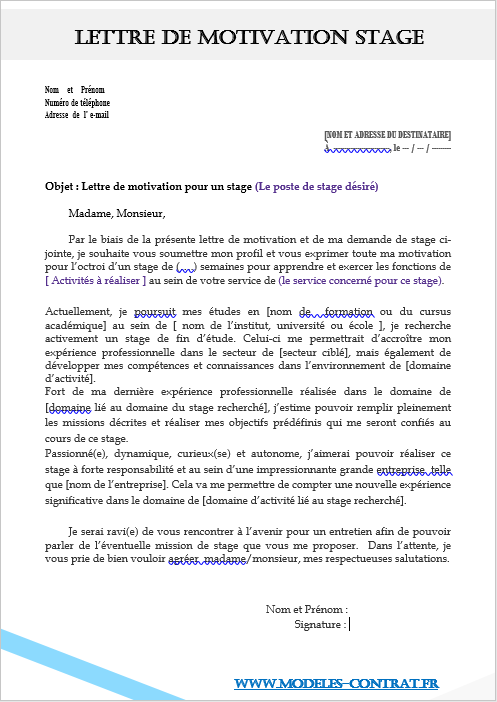 LETTRE DE MOTIVATION STAGE
Nom et Prénom
Numéro de téléphone
Adresse de l' e-mail
[NOM ET ADRESSE DU DESTINATAIRE]
À ............................, le -- / -- / -------
Objet : Lettre de motivation pour un stage (Le poste de stage désiré)
Madame, Monsieur,
Par le biais de la présente lettre de motivation et de ma demande de stage ci-
jointe, je souhaite vous soumettre mon profil et vous exprimer toute ma motivation
pour l'octroi d'un stage de (....) semaines pour apprendre et exercer les fonctions de
[ Activités à réaliser ] au sein de votre service de (le service concerné pour ce stage).
Actuellement, je poursuit mes études en [nom de formation ou du cursus
académique] au sein de [ nom de l'institut, université ou école ], je recherche
activement un stage de fin d'étude. Celui-ci me permettrait d'accroître mon
expérience professionnelle dans le secteur de [secteur ciblé], mais également de
développer mes compétences et connaissances dans l'environnement de [domaine
d'activité].
Fort de ma dernière expérience professionnelle réalisée dans le domaine de
[domaine lié au domaine du stage recherché], j'estime pouvoir remplir pleinement
les missions décrites et réaliser mes objectifs prédéfinis qui me seront confiés au
cours de ce stage.
Passionné(e), dynamique, curieux(se) et autonome, j'aimerai pouvoir réaliser ce
stage à forte responsabilité et au sein d'une impressionnante grande entreprise telle
que [nom de l'entreprise]. Cela va me permettre de compter une nouvelle expérience
significative dans le domaine de [domaine d'activité lié au stage recherché].
Je serai ravi(e) de vous rencontrer à l'avenir pour un entretien afin de pouvoir
parler de l'éventuelle mission de stage que vous me proposer. Dans l'attente, je
vous prie de bien vouloir agréer, madame/monsieur, mes respectueuses salutations.
Nom et Prénom :
Signature :
WWW.MODELES-CONTRAT.FR